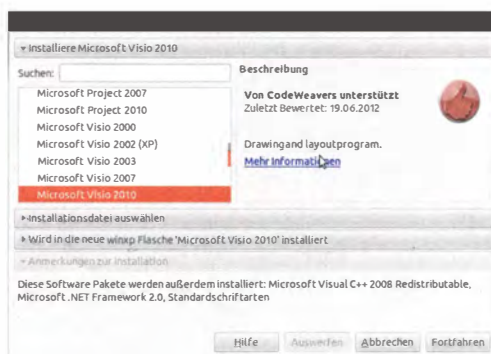 Installiere Microsoft Visio 2010
Suchen:
Microsoft Project 2007
Microsoft Project 2010
Microsoft Visio 2000
Microsoft Visio 2002 (XP)
Microsoft Visio 2003
Microsoft Visio 2007
Microsoft Visio 2010
Beschreibung
Von CodeWeavers unterstützt
Zuletzt Bewertet: 19.06.2012
Drawingand layoutprogram.
Mehr Informationen
Installationsdatei auswählen
Wird in die neue winxp Flasche 'Microsoft Visio 2010' installiert
Anmerkungen zur Installation
Diese Software Pakete werden außerdem installiert: Microsoft Visual C++ 2008 Redistributable,
Microsoft .NET Framework 2.0, Standardschriftarten
Hilfe Auswerfen Abbrechen Fortfahren